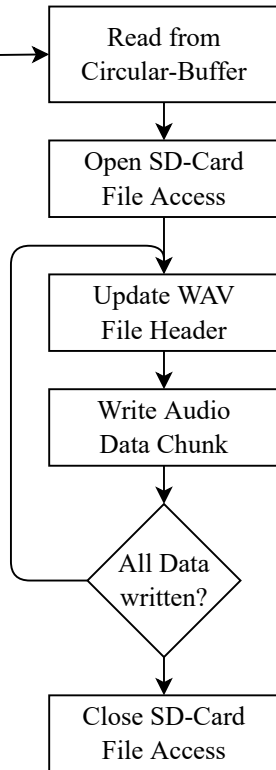 Read from
Circular-Buffer
Open SD-Card
File Access
Update WAV
File Header
Write Audio
Data Chunk
All Data
written?
Close SD-Card
File Access